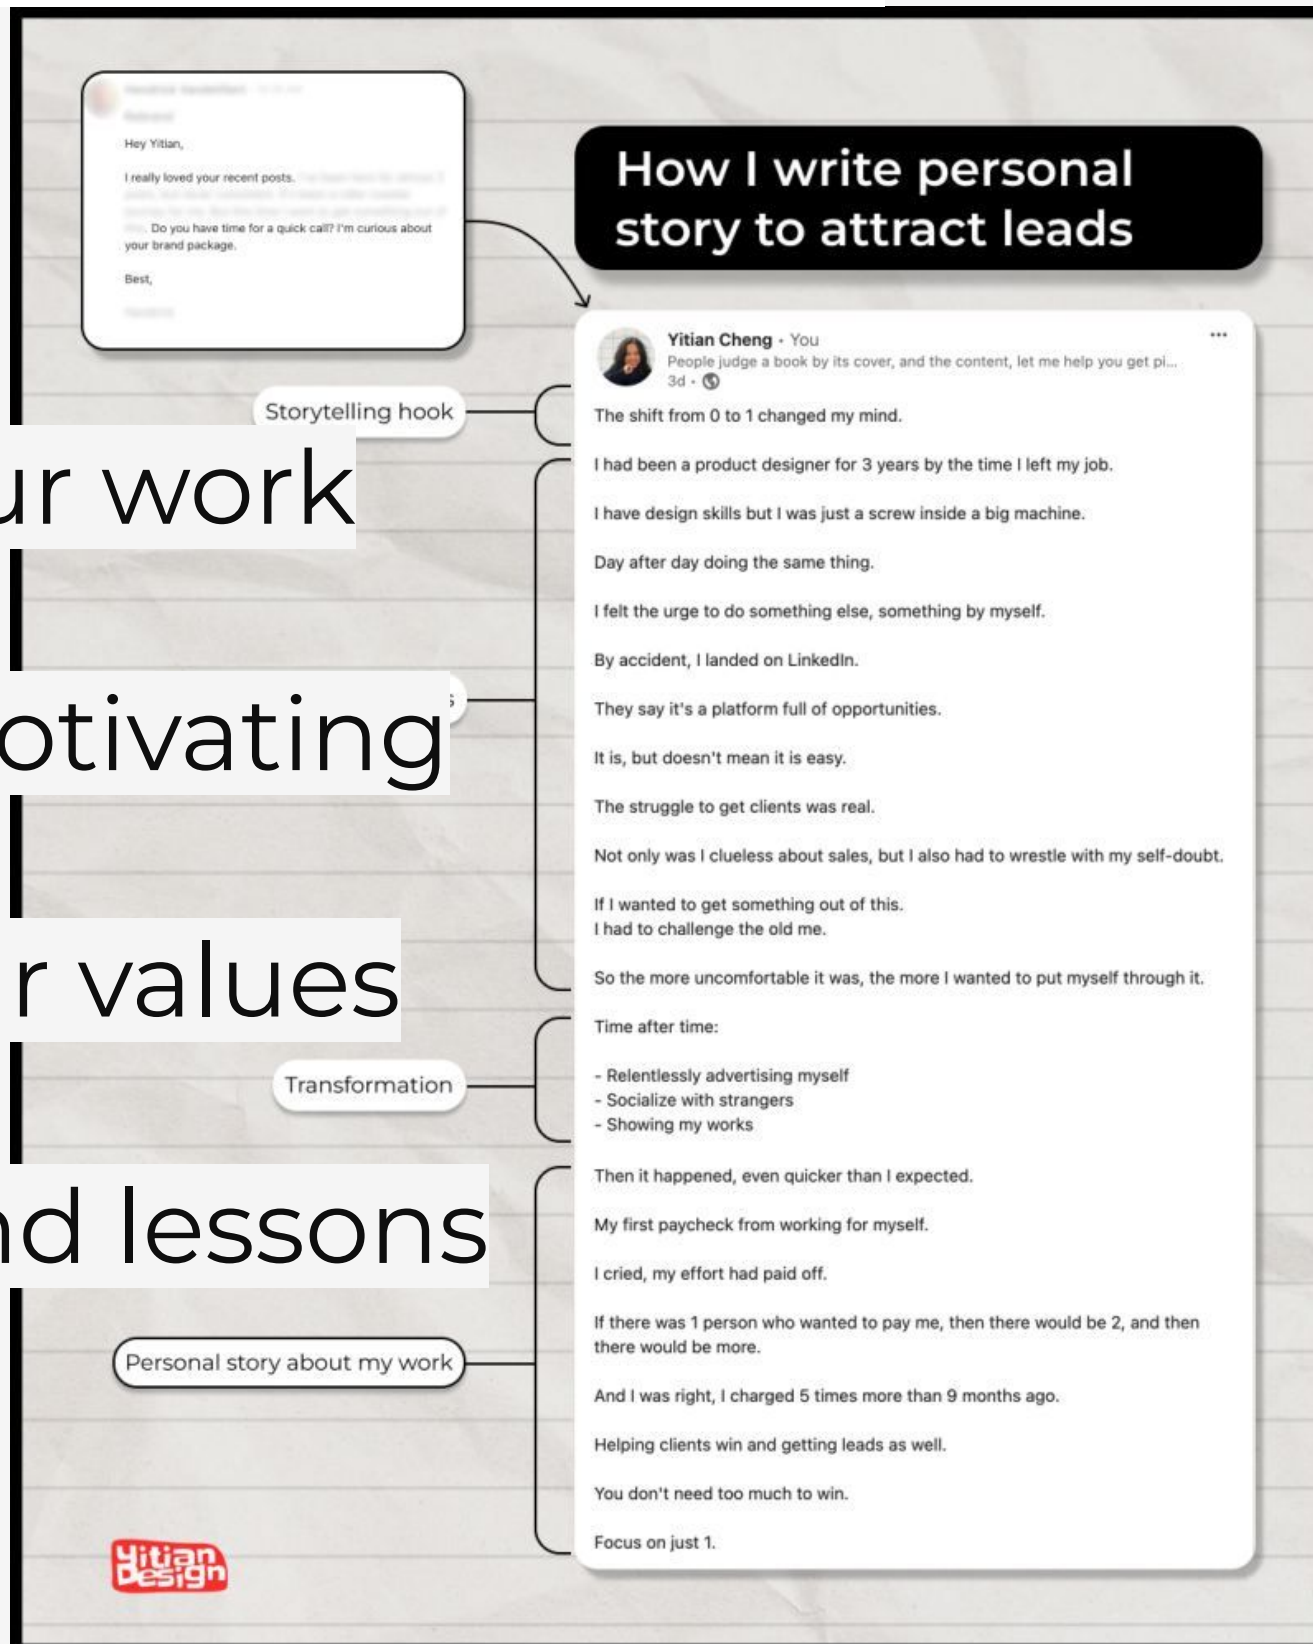 Hey Yitian,
I really loved your recent posts.
. Do you have time for a quick call? I'm curious about
your brand package.
Best,
How I write personal
story to attract leads
Yitian Cheng · You
People judge a book by its cover, and the content, let me help you get pi...
3d ·
Storytelling hook
The shift from 0 to 1 changed my mind.
I had been a product designer for 3 years by the time I left my job.
I have design skills but I was just a screw inside a big machine.
Day after day doing the same thing.
I felt the urge to do something else, something by myself.
By accident, I landed on LinkedIn.
They say it's a platform full of opportunities.
It is, but doesn't mean it is easy.
The struggle to get clients was real.
Not only was I clueless about sales, but I also had to wrestle with my self-doubt.
If I wanted to get something out of this.
I had to challenge the old me.
So the more uncomfortable it was, the more I wanted to put myself through it.
Transformation
Time after time:
- Relentlessly advertising myself
- Socialize with strangers
- Showing my works
Personal story about my work
Then it happened, even quicker than I expected.
My first paycheck from working for myself.
I cried, my effort had paid off.
If there was 1 person who wanted to pay me, then there would be 2, and then
there would be more.
And I was right, I charged 5 times more than 9 months ago.
Helping clients win and getting leads as well.
You don't need too much to win.
Focus on just 1.
ur work
otivating
r values
nd lessons
Yitian
Design